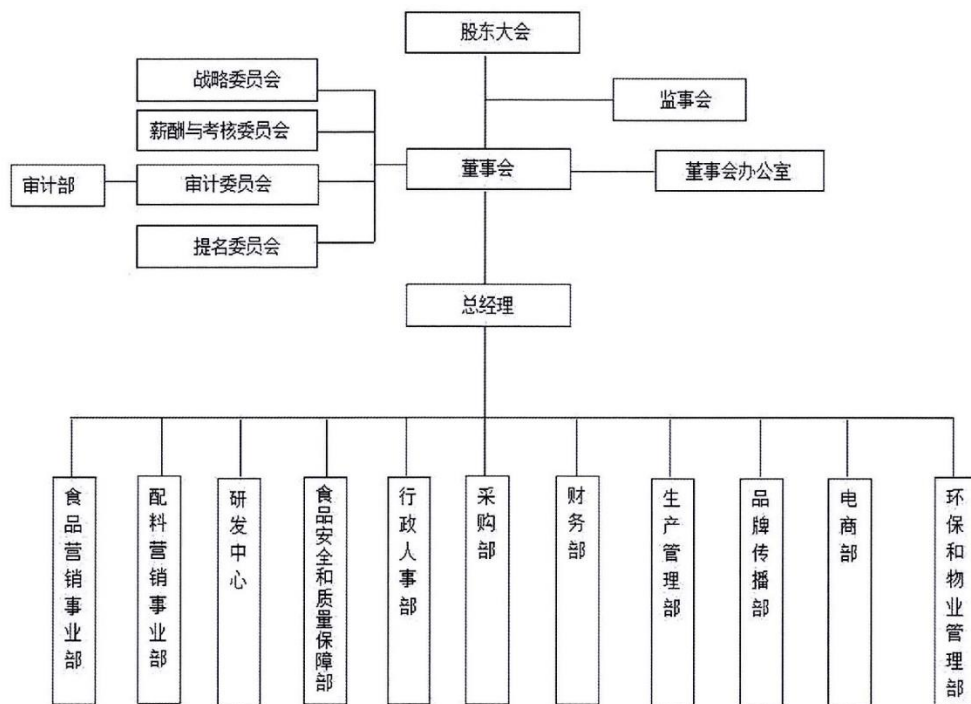 股东大会
战略委员会
监事会
薪酬与考核委员会
董事会
审计部
审计委员会
董事会办公室
提名委员会
总经理
食品营销事业部
配料营销事业部
研发中心
食品安全和质量保障部
行政人事部
采购部
财务部
生产管理部
品牌传播部
电商部
环保和物业管理部